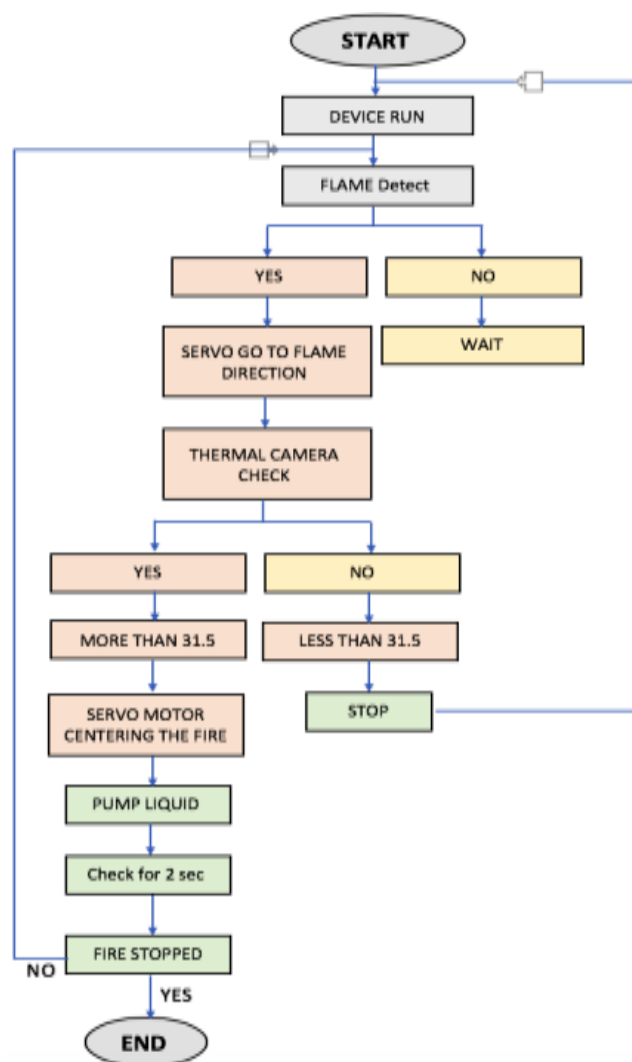 START
DEVICE RUN
FLAME Detect
YES
NO
SERVO GO TO FLAME
DIRECTION
WAIT
THERMAL CAMERA
CHECK
YES
NO
MORE THAN 31.5
LESS THAN 31.5
SERVO MOTOR
CENTERING THE FIRE
STOP
PUMP LIQUID
Check for 2 sec
FIRE STOPPED
NO
YES
END